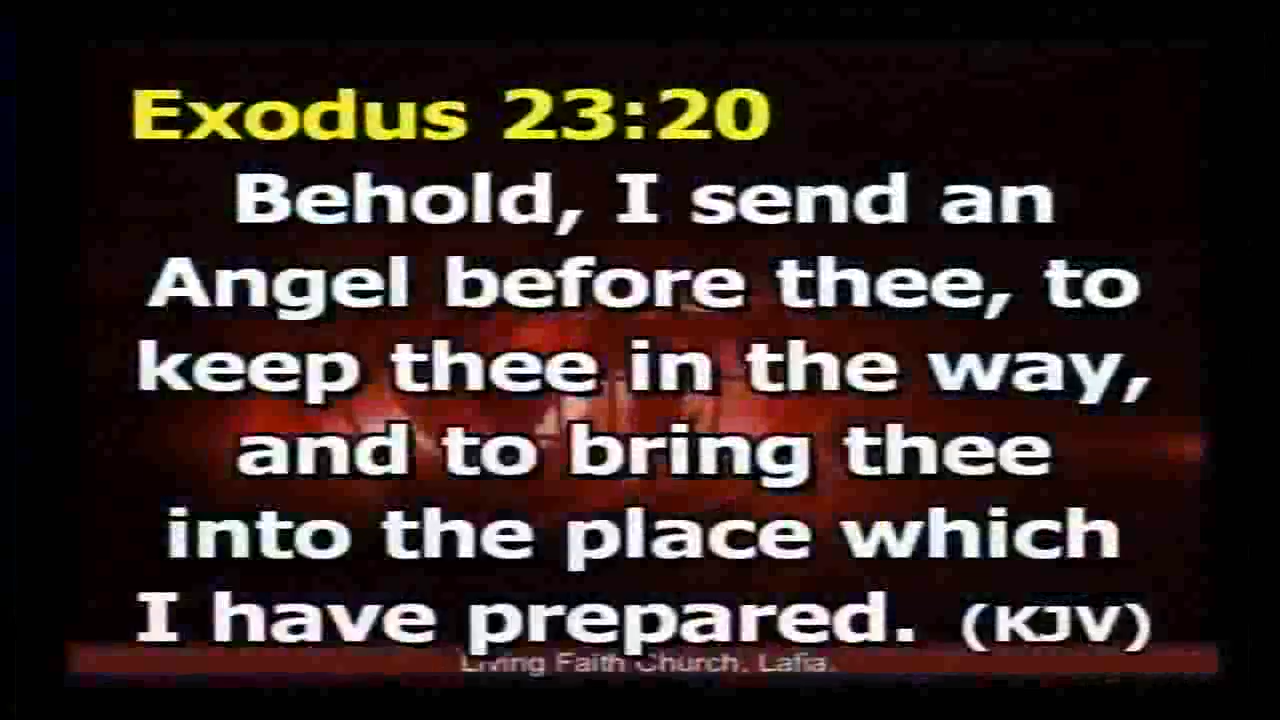 Exodus 23:20
Behold, I send an
Angel before thee, to
keep thee in the way,
and to bring thee
into the place which
I have prepared. (KJV)
Living Faith Church, Lafia.